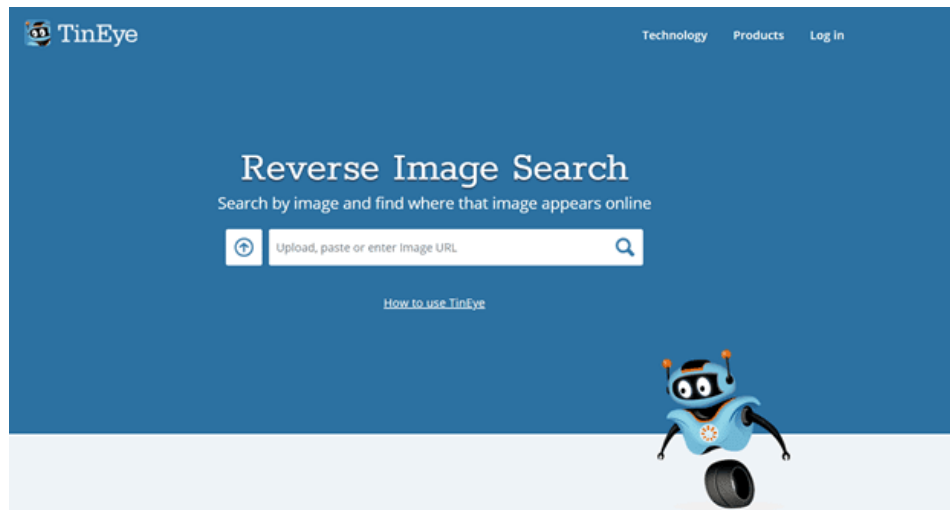 TinEye
Technology Products Log in
Reverse Image Search
Search by image and find where that image appears online
Upload, paste or enter Image URL
How to use TinEye